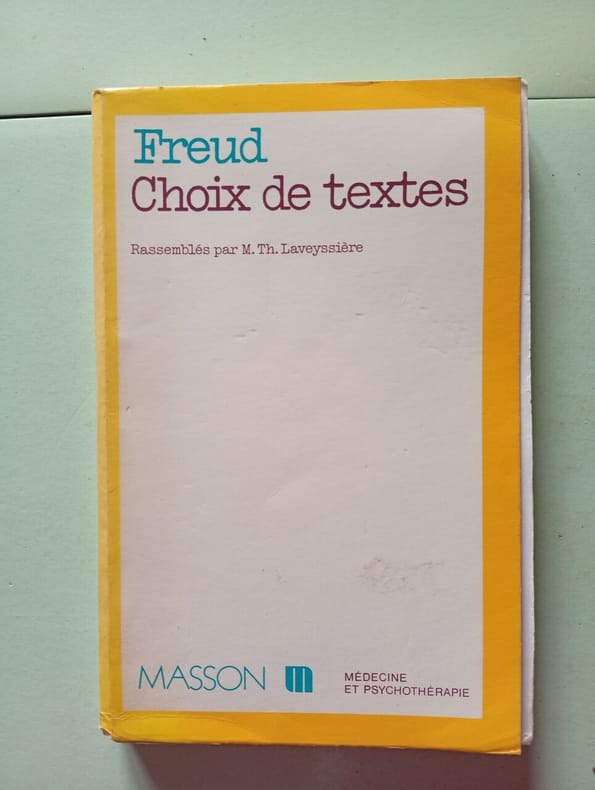 Freud
Choix de textes
Rassemblés par M. Th. Laveyssière
MASSON
MÉDECINE
ET PSYCHOTHÉRAPIE